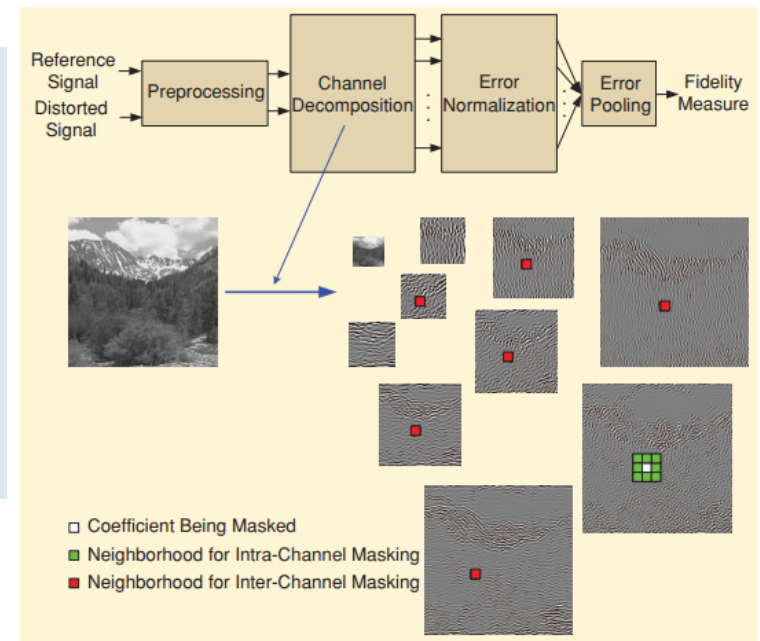 Reference
Signal
Distorted
Signal
Preprocessing
Channel
Decomposition
Error
Normalization
Error
Pooling
Fidelity
Measure
Coefficient Being Masked
Neighborhood for Intra-Channel Masking
Neighborhood for Inter-Channel Masking